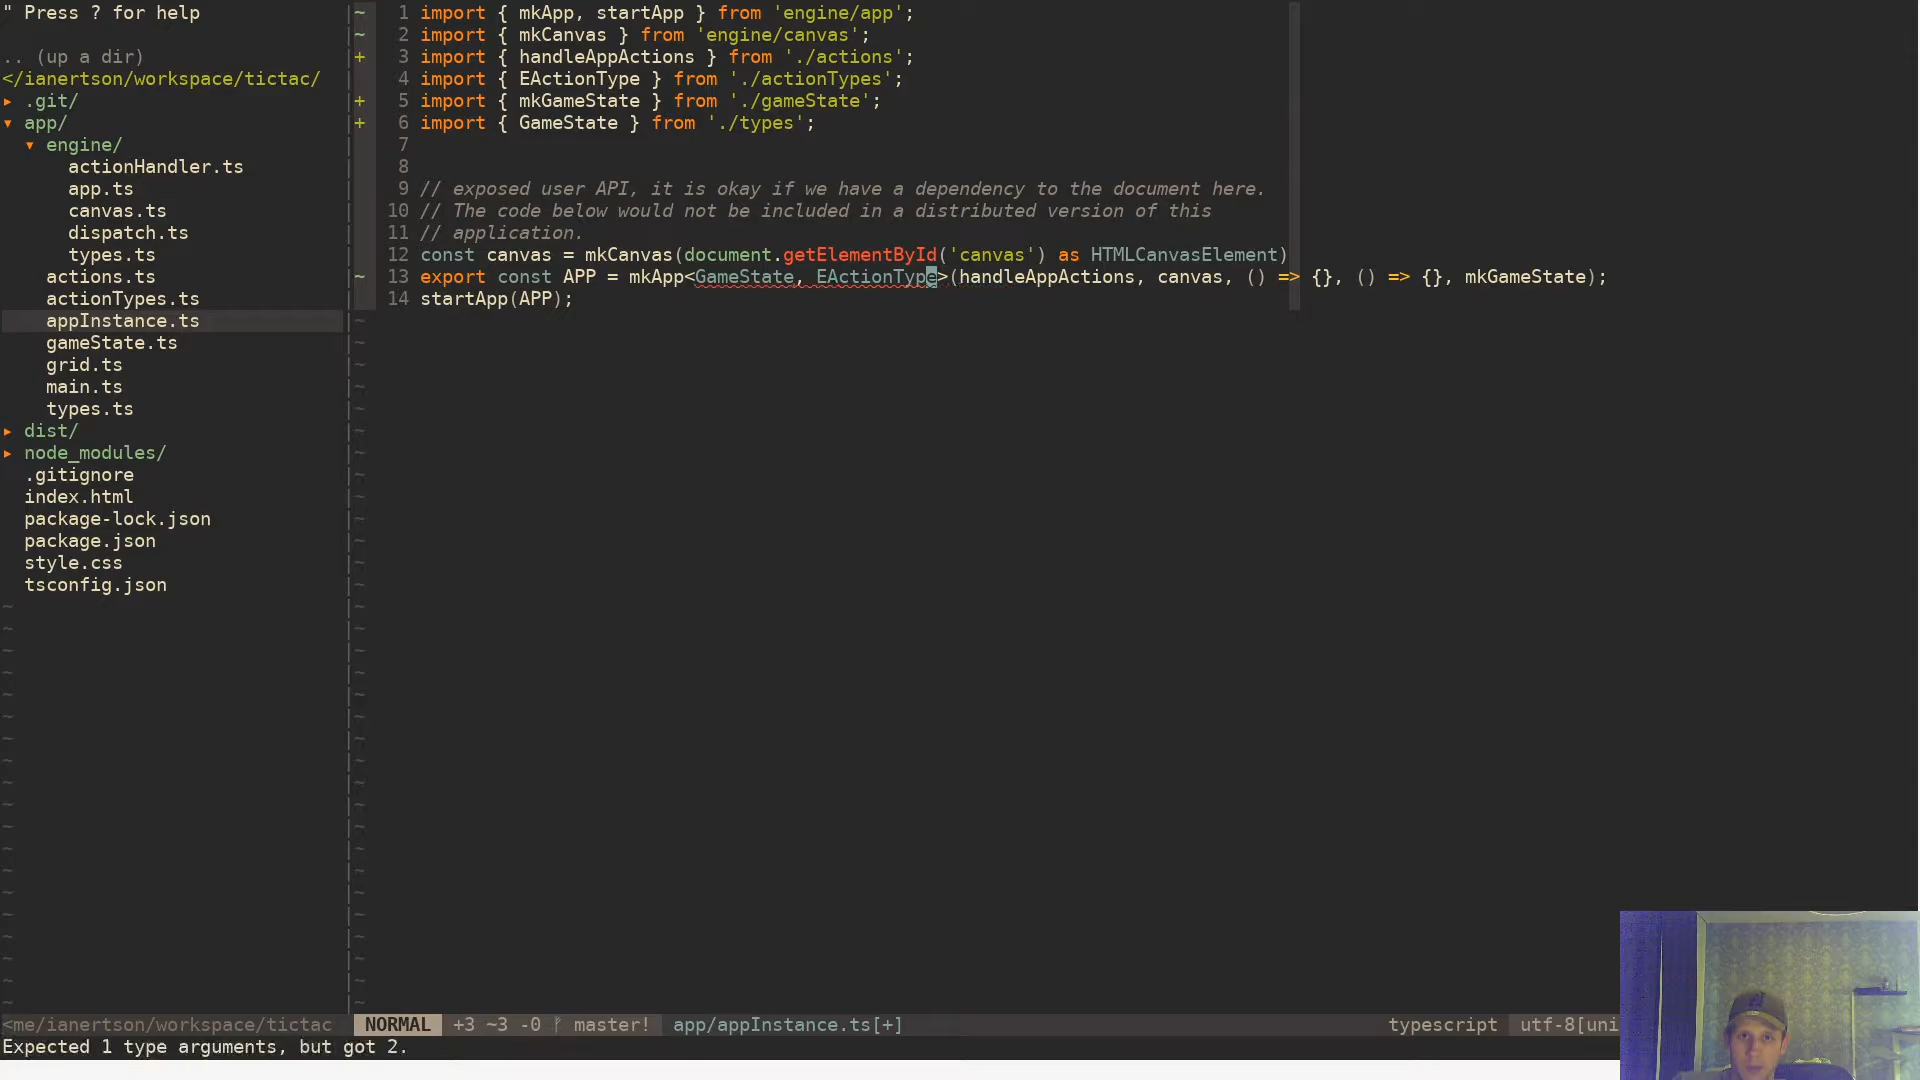 " Press ? for help
.. (up a dir)
</ianertson/workspace/tictac/
▸ .git/
▾ app/
▾ engine/
actionHandler.ts
app.ts
canvas.ts
dispatch.ts
types.ts
actions.ts
actionTypes.ts
appInstance.ts
gameState.ts
grid.ts
main.ts
types.ts
▸ dist/
▸ node_modules/
.gitignore
index.html
package-lock.json
package.json
style.css
tsconfig.json
<me/ianertson/workspace/tictac
~ 1 import { mkApp, startApp } from 'engine/app';
~ 2 import { mkCanvas } from 'engine/canvas';
+ 3 import { handleAppActions } from './actions';
4 import { EActionType } from './actionTypes';
+ 5 import { mkGameState } from './gameState';
+ 6 import { GameState } from './types';
7
8
9 // exposed user API, it is okay if we have a dependency to the document here.
10 // The code below would not be included in a distributed version of this
11 // application.
12 const canvas = mkCanvas(document.getElementById('canvas') as HTMLCanvasElement)
~ 13 export const APP = mkApp<GameState, EActionType>(handleAppActions, canvas, () => {}, () => {}, mkGameState);
14 startApp(APP);
NORMAL +3 ~3 -0 ᚠ master! app/appInstance.ts[+] typescript utf-8[uni
Expected 1 type arguments, but got 2.